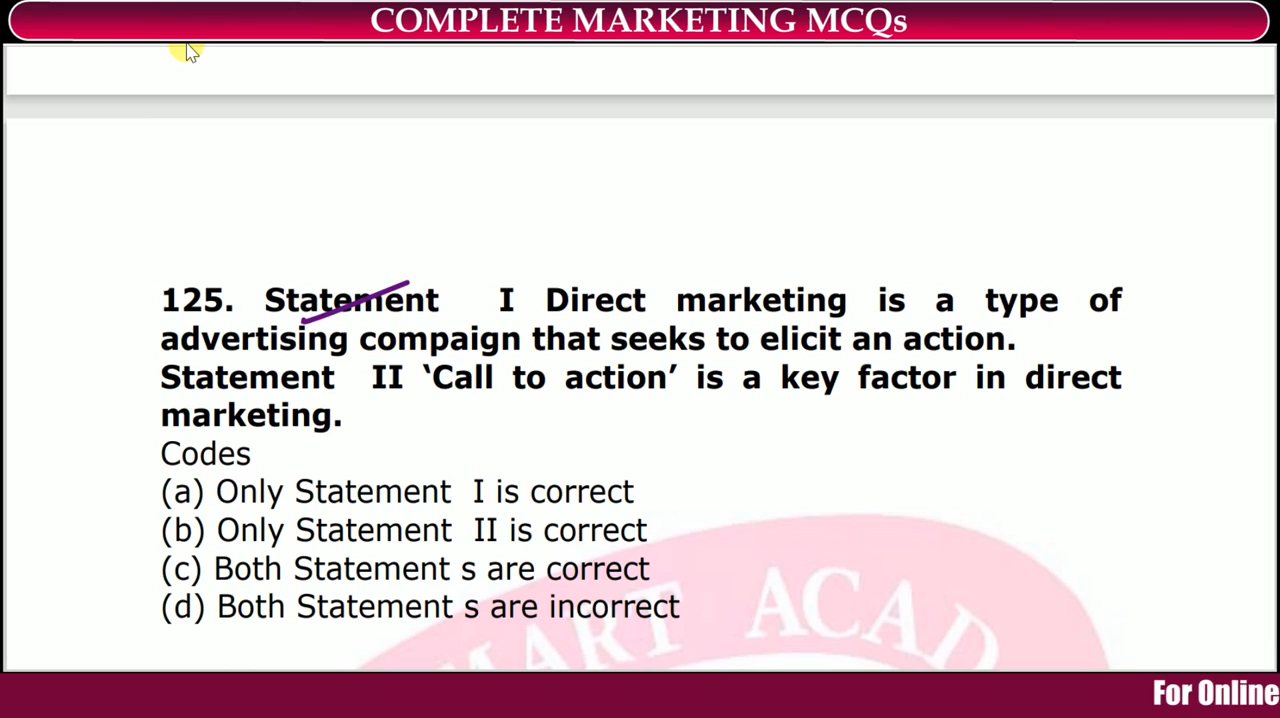 COMPLETE MARKETING MCQs
125. Statement I Direct marketing is a type of
advertising compaign that seeks to elicit an action.
Statement II ‘Call to action’ is a key factor in direct
marketing.
Codes
(a) Only Statement I is correct
(b) Only Statement II is correct
(c) Both Statement s are correct
(d) Both Statement s are incorrect
MART ACAD
For Online